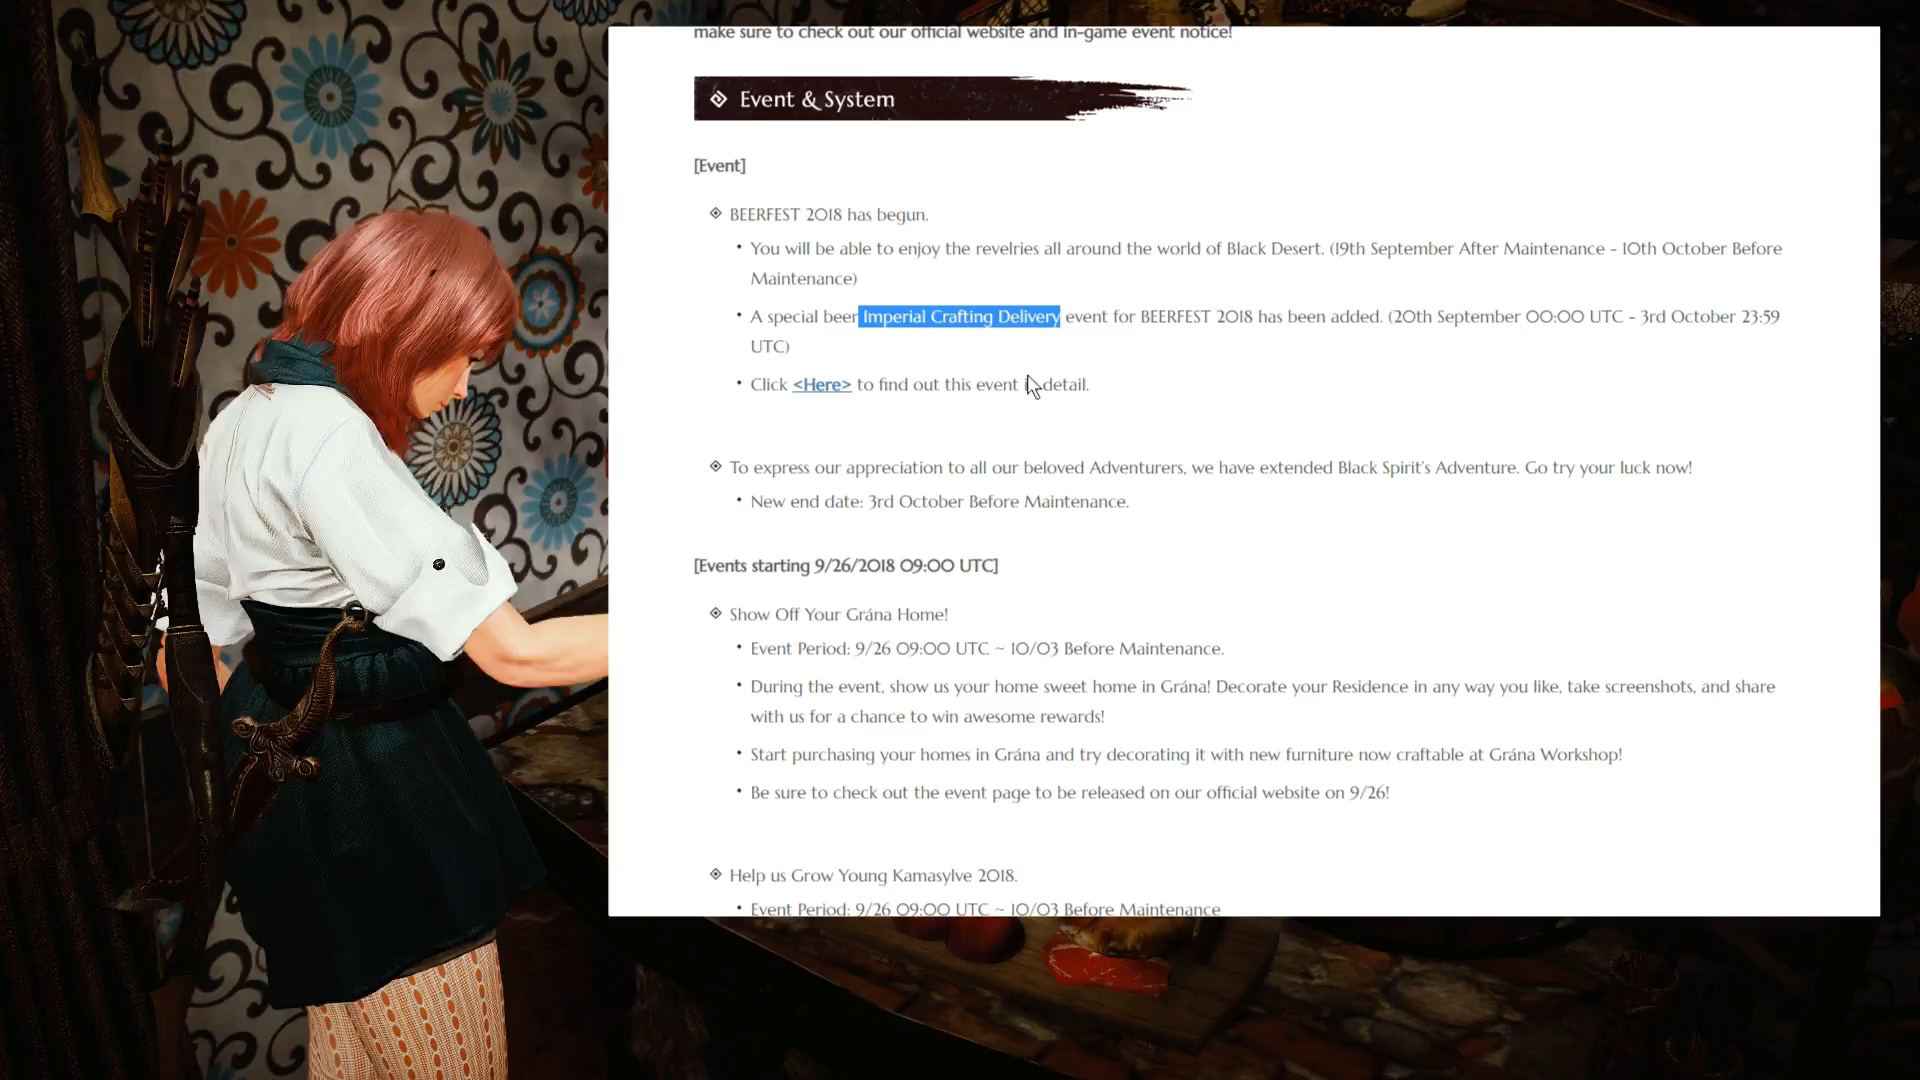 make sure to check out our official website and in-game event notice!
Event & System
[Event]
BEERFEST 2018 has begun.
You will be able to enjoy the revelries all around the world of Black Desert. (19th September After Maintenance - 10th October Before
Maintenance)
A special beer Imperial Crafting Delivery event for BEERFEST 2018 has been added. (20th September 00:00 UTC - 3rd October 23:59
UTC)
Click <Here> to find out this event detail.
To express our appreciation to all our beloved Adventurers, we have extended Black Spirit's Adventure. Go try your luck now!
New end date: 3rd October Before Maintenance.
[Events starting 9/26/2018 09:00 UTC]
Show Off Your Grána Home!
Event Period: 9/26 09:00 UTC ~ 10/03 Before Maintenance.
During the event, show us your home sweet home in Grána! Decorate your Residence in any way you like, take screenshots, and share
with us for a chance to win awesome rewards!
Start purchasing your homes in Grána and try decorating it with new furniture now craftable at Grána Workshop!
Be sure to check out the event page to be released on our official website on 9/26!
Help us Grow Young Kamasylve 2018.
Event Period: 9/26 09:00 UTC ~ 10/03 Before Maintenance